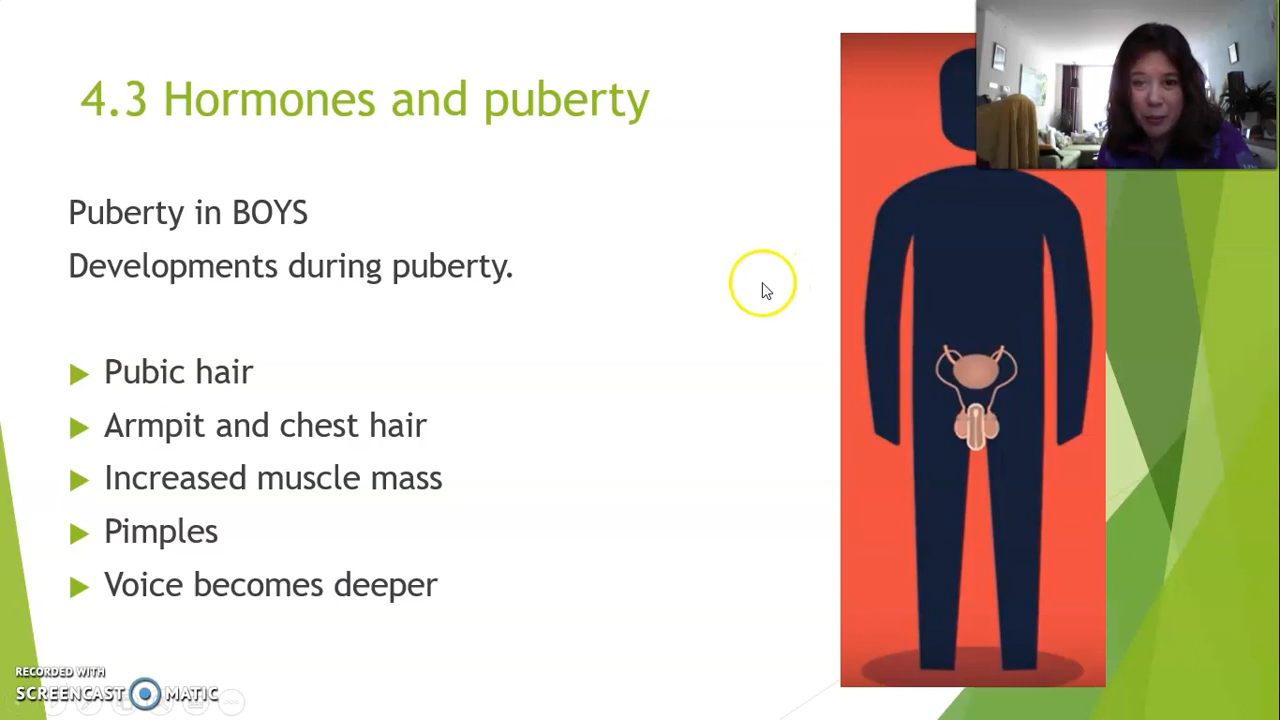 4.3 Hormones and puberty
Puberty in BOYS
Developments during puberty.
Pubic hair
Armpit and chest hair
Increased muscle mass
Pimples
Voice becomes deeper
RECORDED WITH
SCREENCAST MATIC